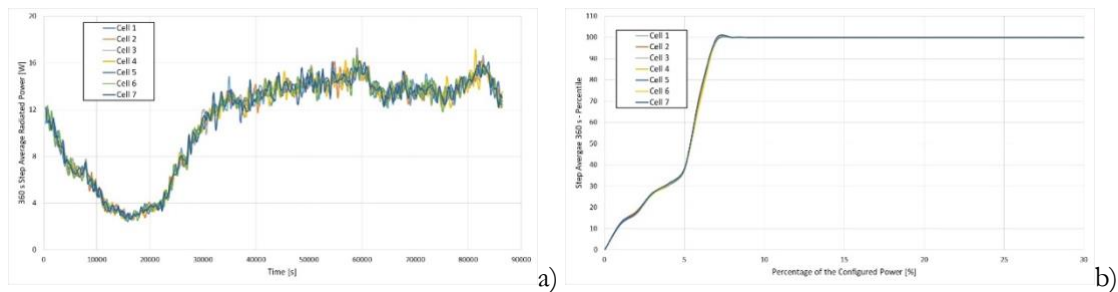 20
16
12
8
4
0
360 s Step Average Radiated Power [W]
Cell 1
Cell 2
Cell 3
Cell 4
Cell 5
Cell 6
Cell 7
0 10000 20000 30000 40000 50000 60000 70000 80000 90000
Time [s]
a)
110
100
90
80
70
60
50
40
30
20
10
0
Step Avergae 360 s - Percentile
Cell 1
Cell 2
Cell 3
Cell 4
Cell 5
Cell 6
Cell 7
0 5 10 15 20 25 30
Percentage of the Configured Power [%]
b)